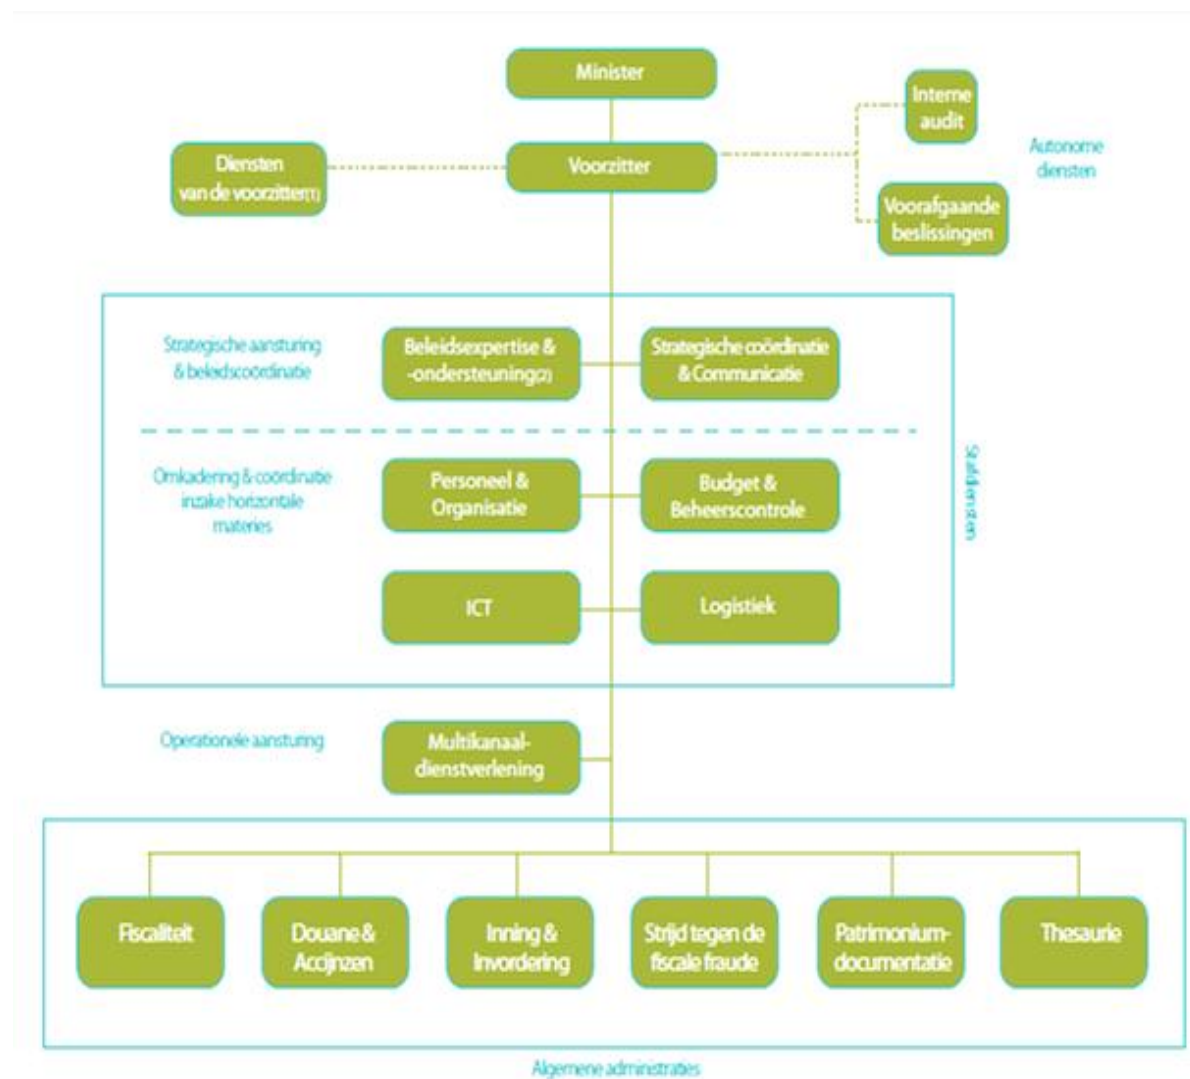 Minister
Interne
audit
Autonome
diensten
Diensten
van de voorzitter(1)
Voorzitter
Voorafgaande
beslissingen
Strategische aansturing
& beleidscoördinatie
Beleidsexpertise &
-ondersteuning(2)
Strategische coördinatie
& Communicatie
Omkadering & coördinatie
inzake horizontale
materies
Personeel &
Organisatie
Budget &
Beheerscontrole
Stafdiensten
ICT
Logistiek
Operationele aansturing
Multikanaal-
dienstverlening
Fiscaliteit
Douane &
Accijnzen
Inning &
Invordering
Strijd tegen de
fiscale fraude
Patrimonium-
documentatie
Thesaurie
Algemene administraties